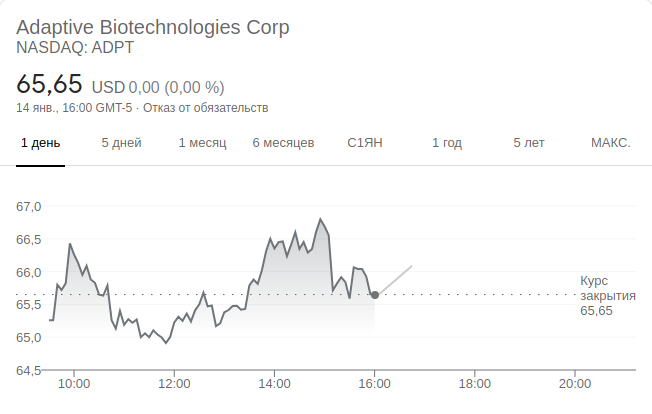 Adaptive Biotechnologies Corp
NASDAQ: ADPT
65,65 USD 0,00 (0,00 %)
14 янв., 16:00 GMT-5 · Отказ от обязательств
1 день 5 дней 1 месяц 6 месяцев С1ЯН 1 год 5 лет МАКС.
67,0
66,5
66,0
65,5
65,0
64,5
Курс
закрытия
65,65
10:00 12:00 14:00 16:00 18:00 20:00